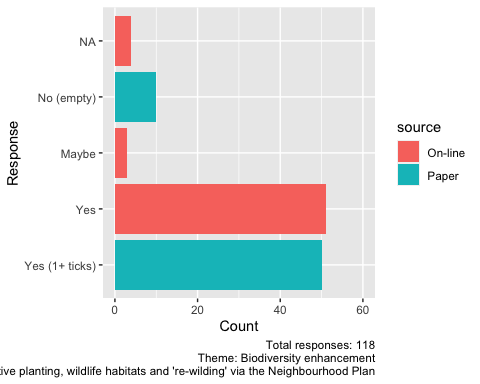 NA
No (empty)
Maybe
Yes
Yes (1+ ticks)
Response
0 20 40 60
Count
source
On-line
Paper
Total responses: 118
Theme: Biodiversity enhancement
planting, wildlife habitats and 're-wilding' via the Neighbourhood Plan